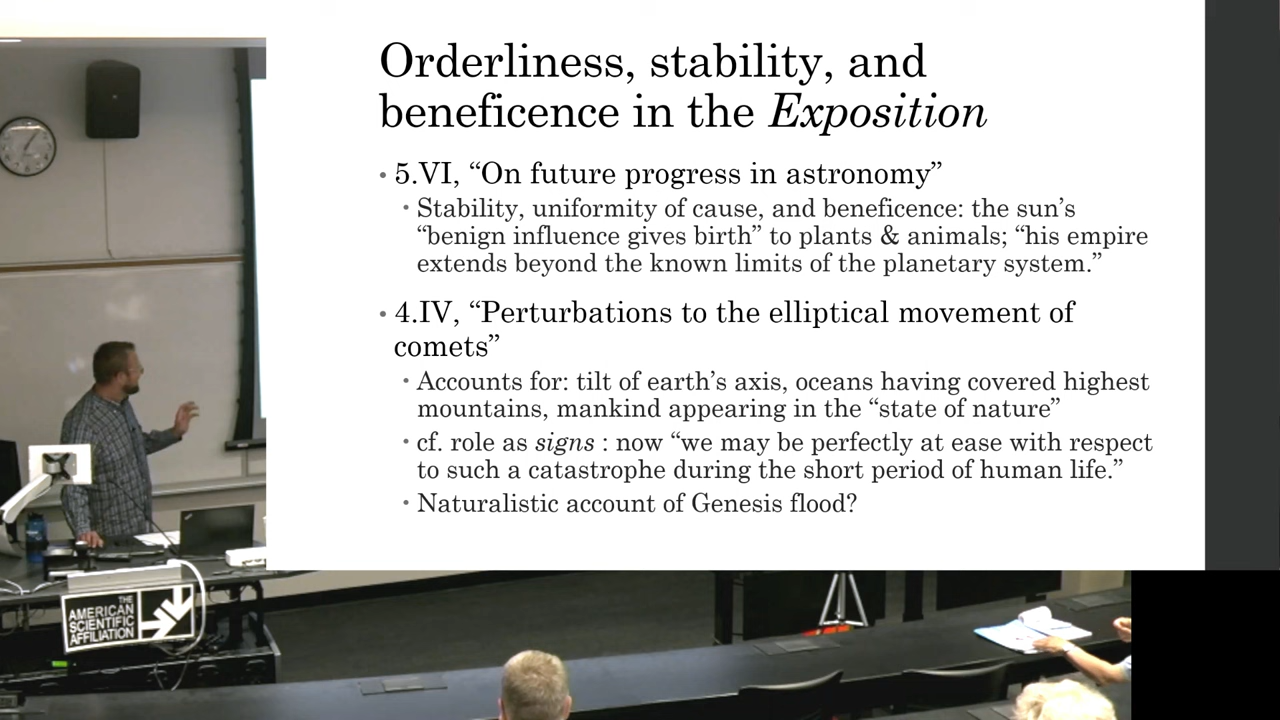 Orderliness, stability, and
beneficence in the Exposition
• 5.VI, “On future progress in astronomy”
• Stability, uniformity of cause, and beneficence: the sun’s
“benign influence gives birth” to plants & animals; “his empire
extends beyond the known limits of the planetary system.”
• 4.IV, “Perturbations to the elliptical movement of
comets”
• Accounts for: tilt of earth’s axis, oceans having covered highest
mountains, mankind appearing in the “state of nature”
• cf. role as signs : now “we may be perfectly at ease with respect
to such a catastrophe during the short period of human life.”
• Naturalistic account of Genesis flood?
THE
AMERICAN
SCIENTIFIC
AFFILIATION